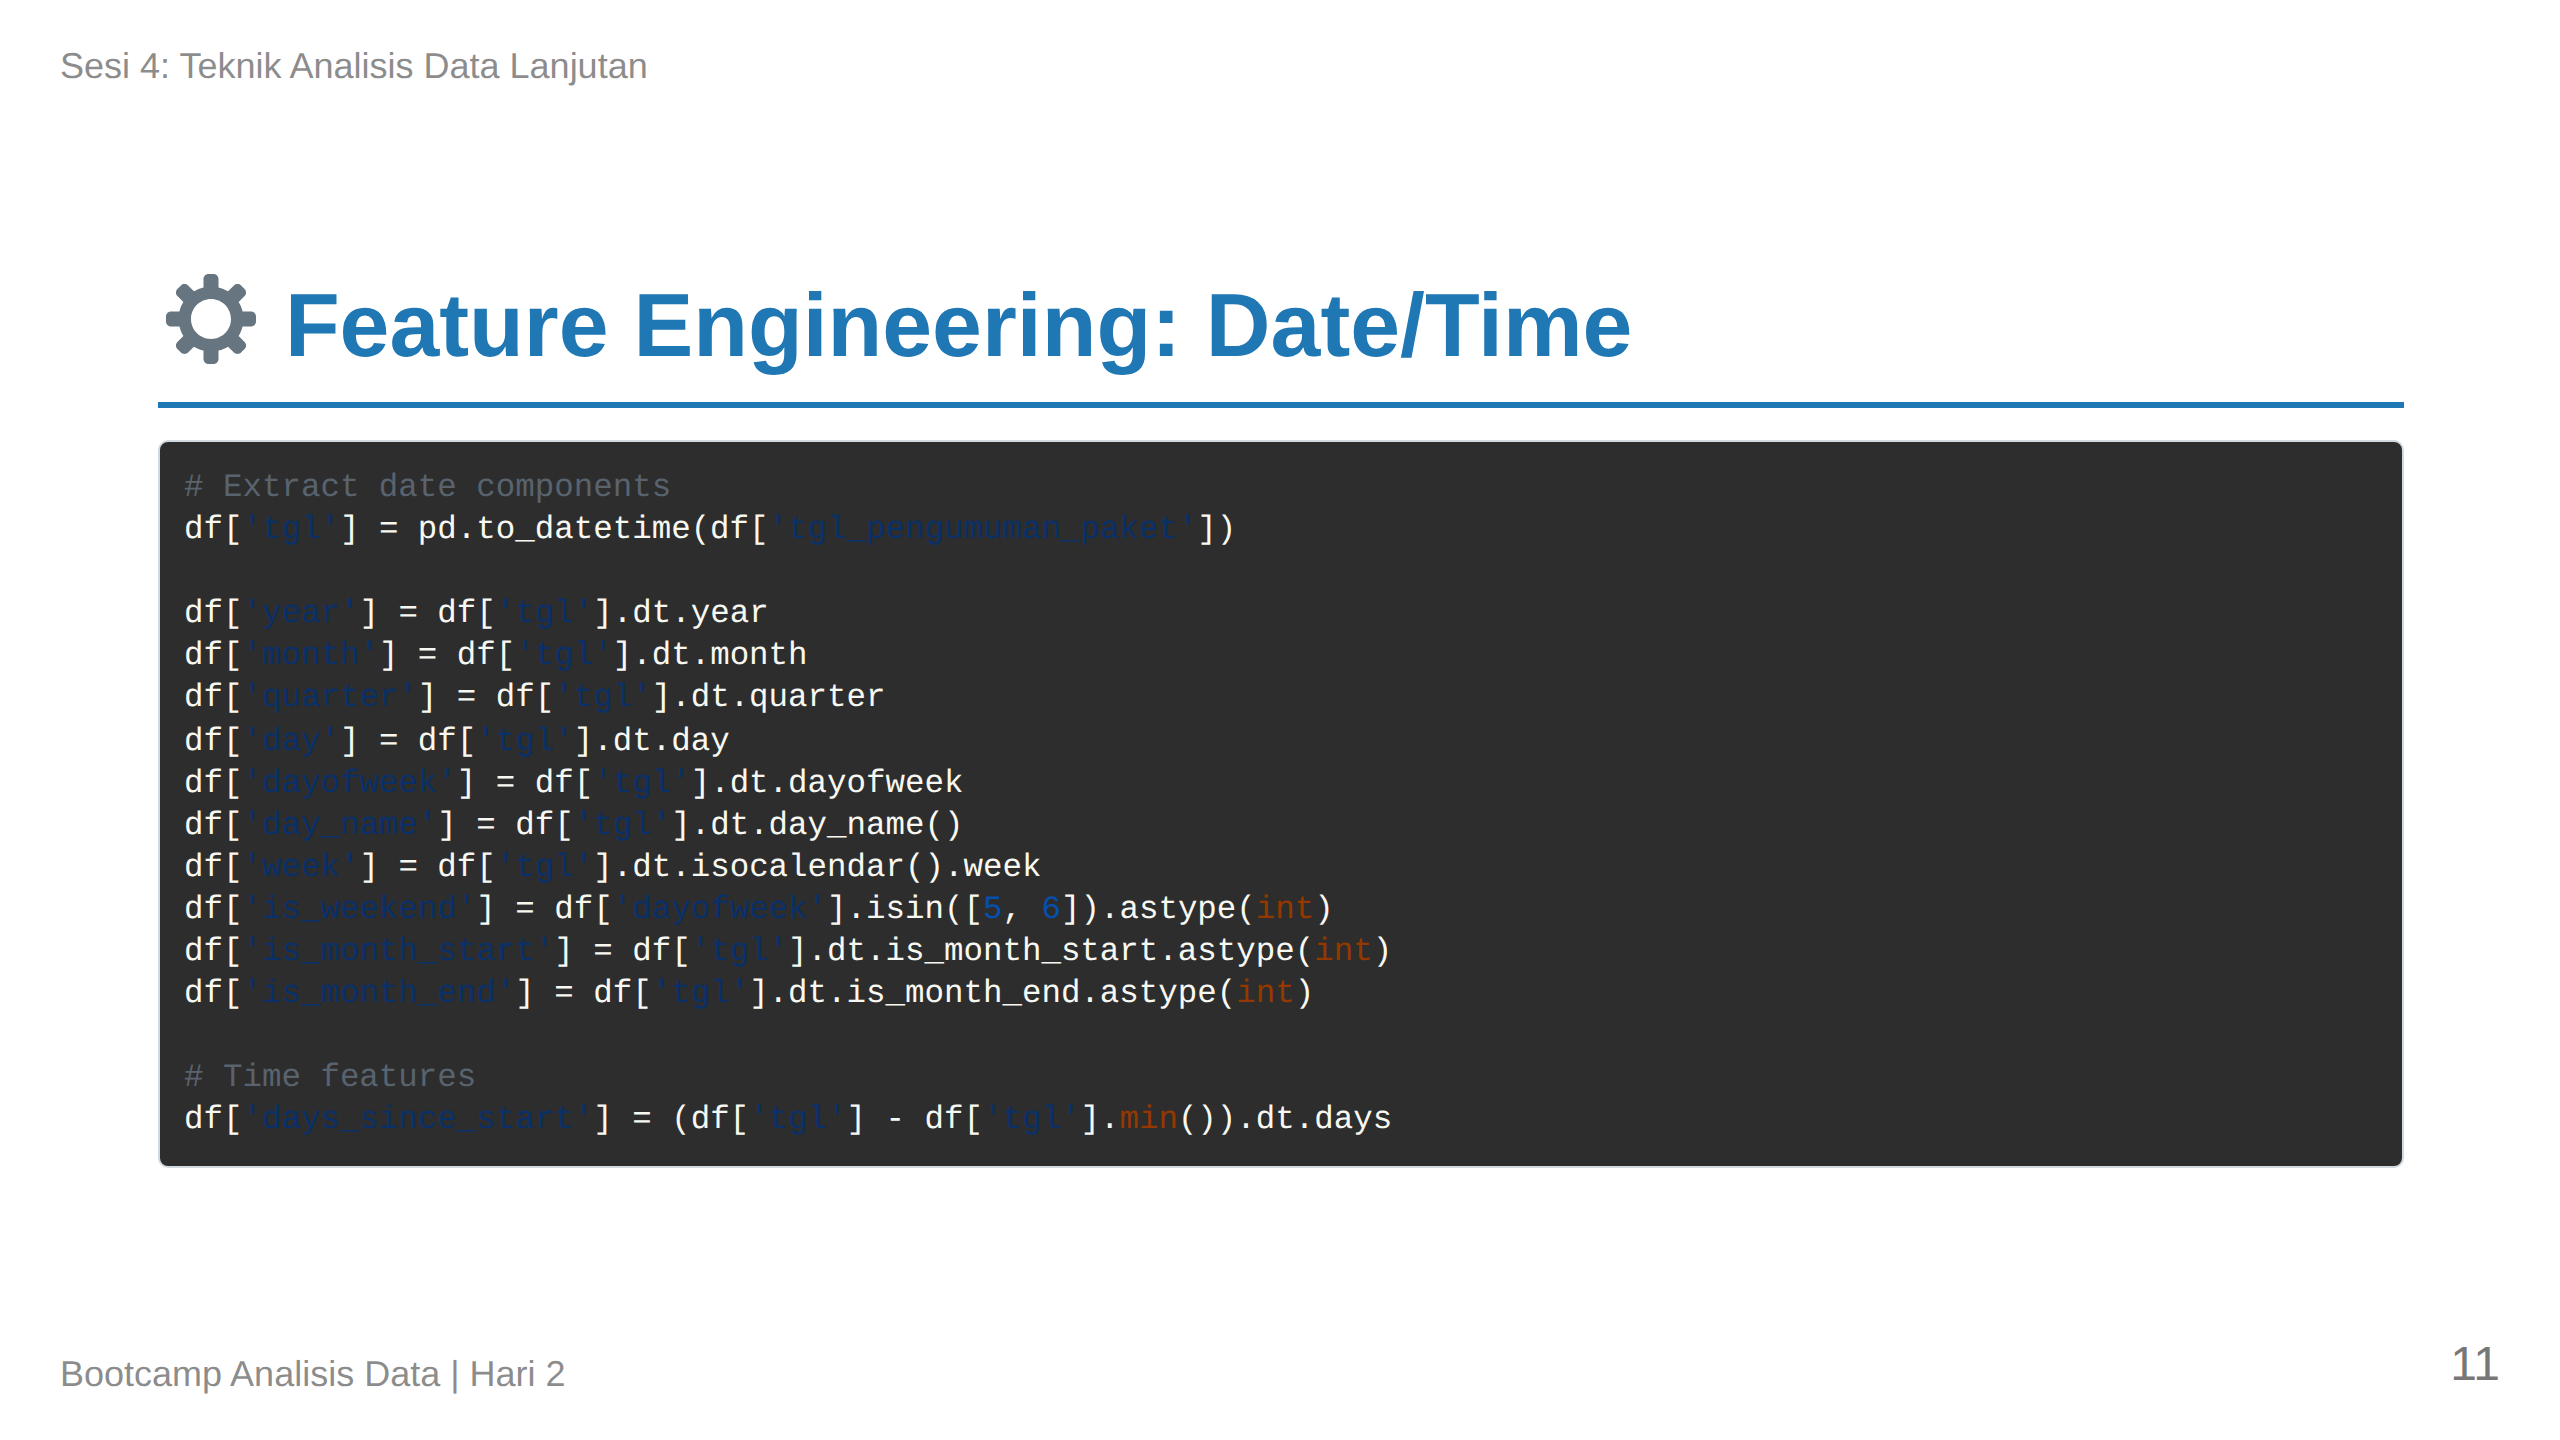 Sesi 4: Teknik Analisis Data Lanjutan
Feature Engineering: Date/Time
# Extract date components
df['tgl'] = pd.to_datetime(df['tgl_pengumuman_paket'])
df['year'] = df['tgl'].dt.year
df['month'] = df['tgl'].dt.month
df['quarter'] = df['tgl'].dt.quarter
df['day'] = df['tgl'].dt.day
df['dayofweek'] = df['tgl'].dt.dayofweek
df['day_name'] = df['tgl'].dt.day_name()
df['week'] = df['tgl'].dt.isocalendar().week
df['is_weekend'] = df['dayofweek'].isin([5, 6]).astype(int)
df['is_month_start'] = df['tgl'].dt.is_month_start.astype(int)
df['is_month_end'] = df['tgl'].dt.is_month_end.astype(int)
# Time features
df['days_since_start'] = (df['tgl'] - df['tgl'].min()).dt.days
Bootcamp Analisis Data | Hari 2
11